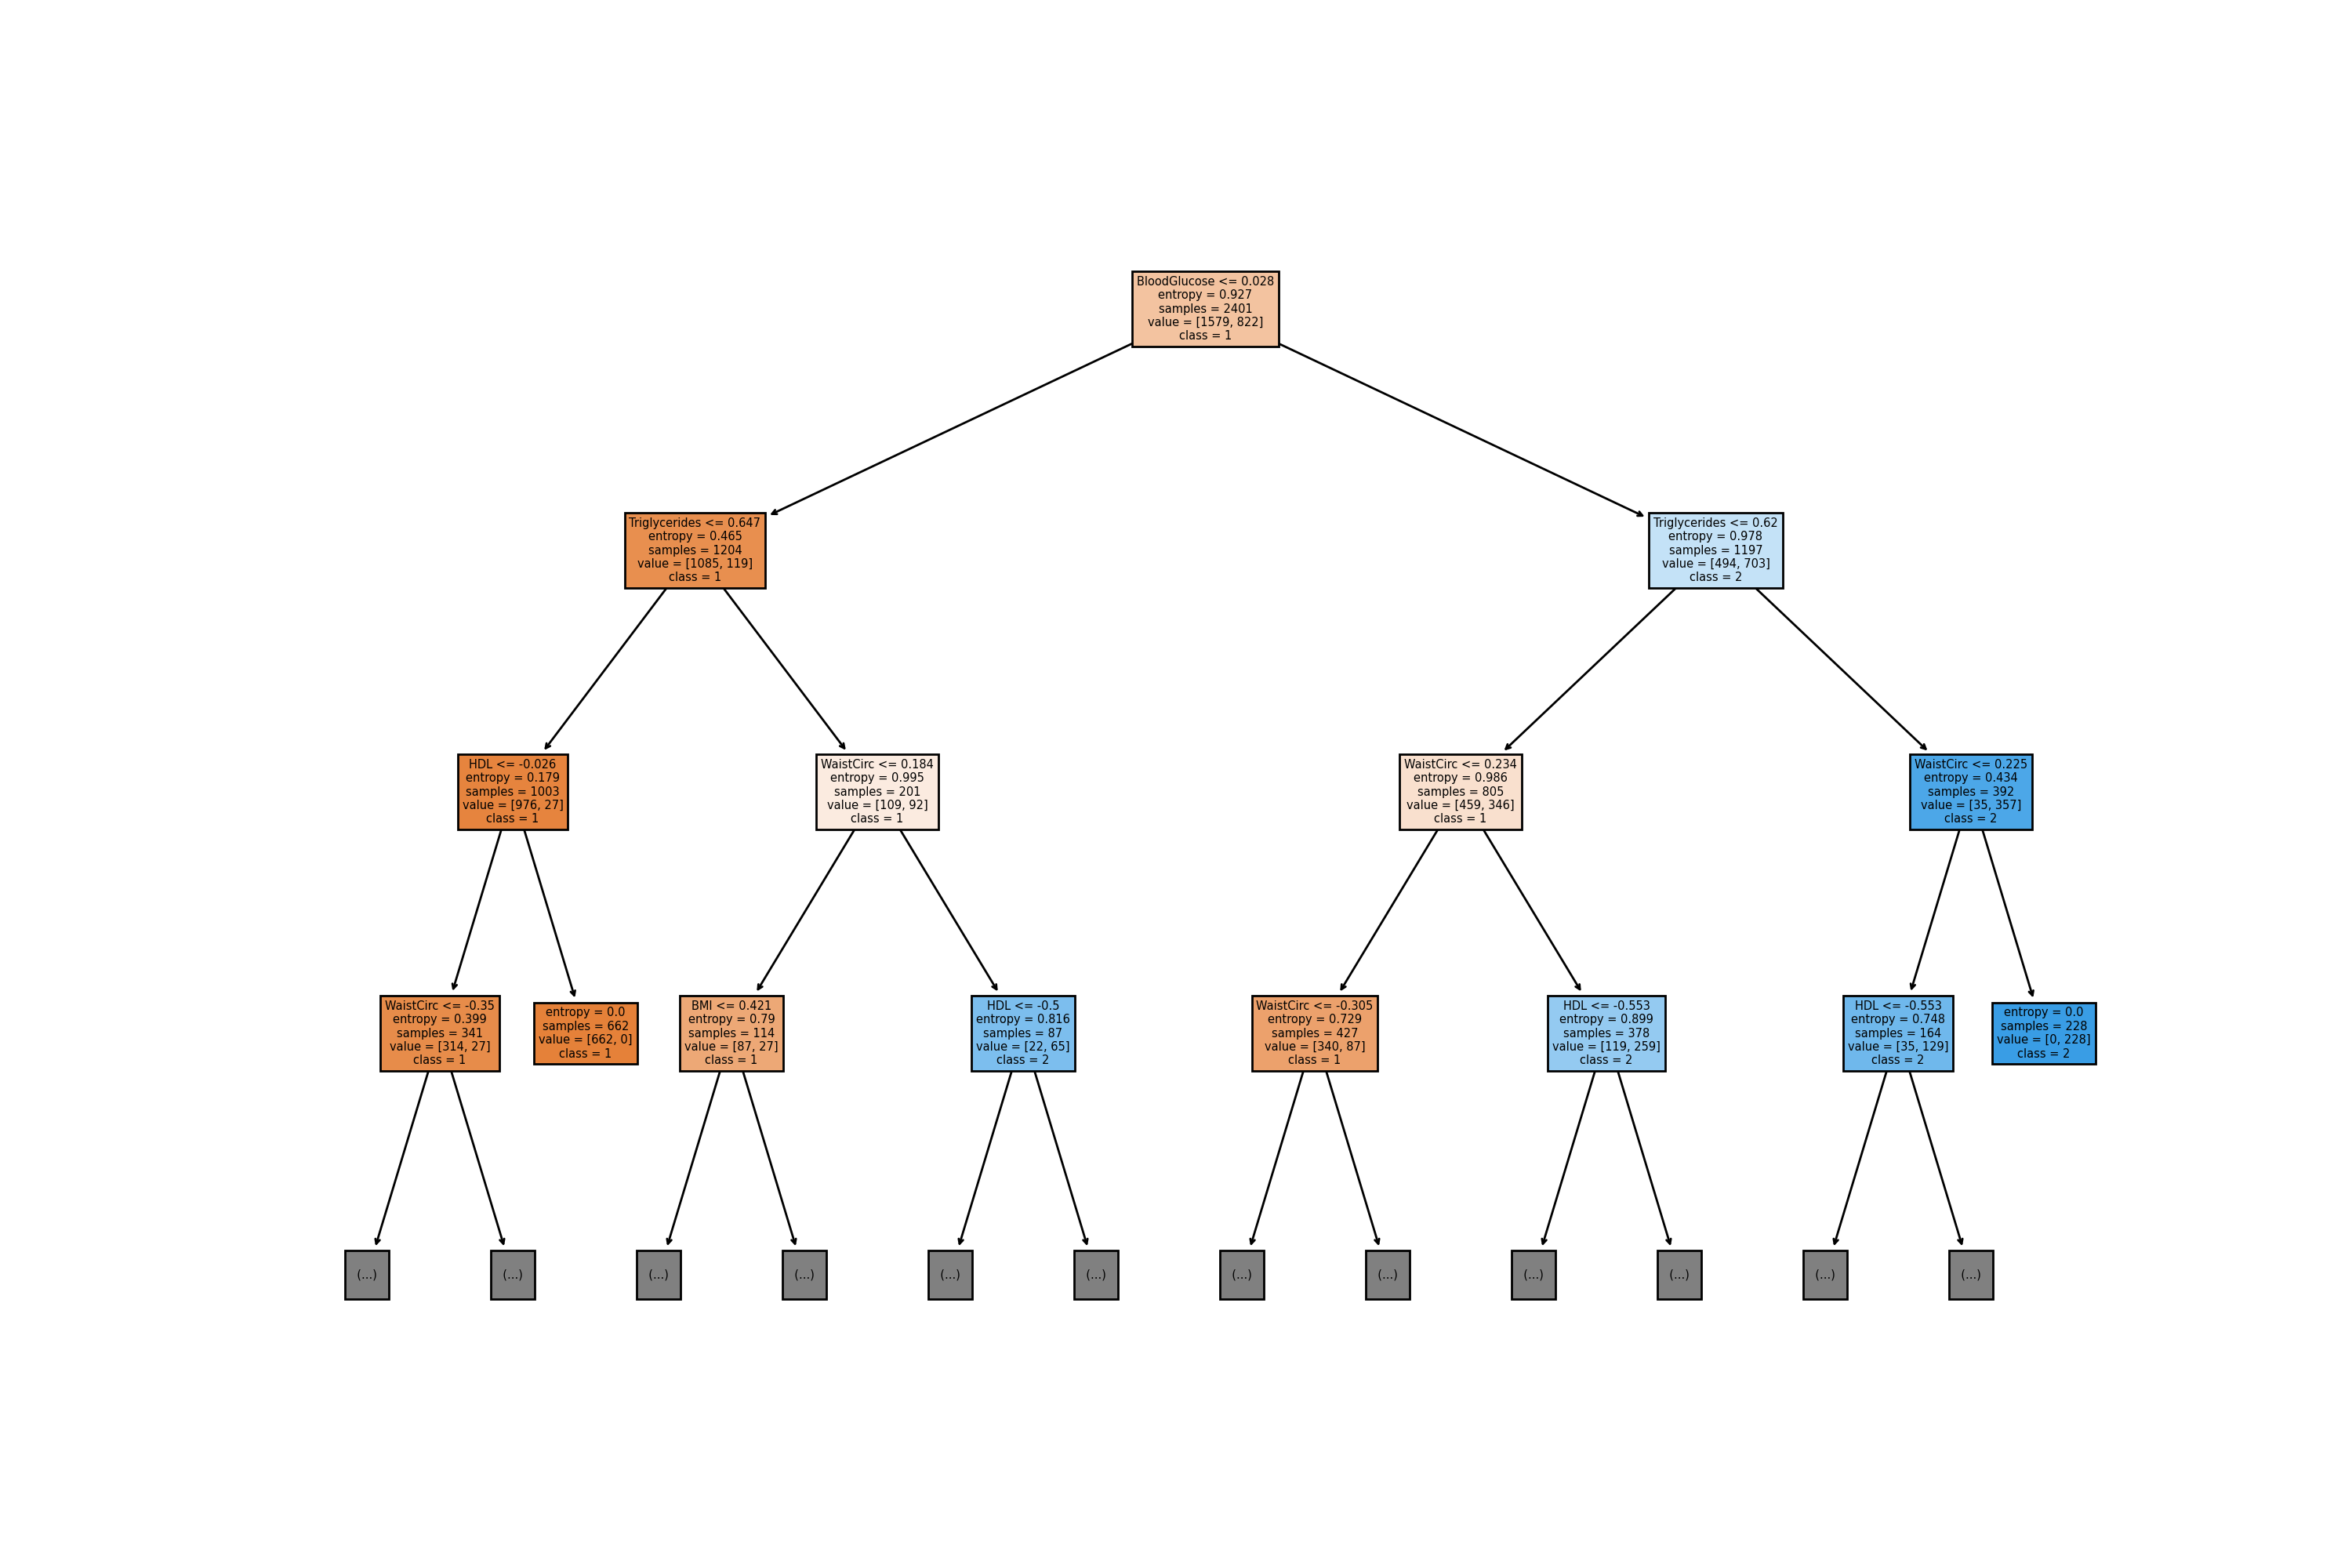 BloodGlucose <= 0.028
entropy = 0.927
samples = 2401
value = [1579, 822]
class = 1
Triglycerides <= 0.647
entropy = 0.465
samples = 1204
value = [1085, 119]
class = 1
Triglycerides <= 0.62
entropy = 0.978
samples = 1197
value = [494, 703]
class = 2
HDL <= -0.026
entropy = 0.179
samples = 1003
value = [976, 27]
class = 1
WaistCirc <= 0.184
entropy = 0.995
samples = 201
value = [109, 92]
class = 1
WaistCirc <= 0.234
entropy = 0.986
samples = 805
value = [459, 346]
class = 1
WaistCirc <= 0.225
entropy = 0.434
samples = 392
value = [35, 357]
class = 2
WaistCirc <= -0.35
entropy = 0.399
samples = 341
value = [314, 27]
class = 1
entropy = 0.0
samples = 662
value = [662, 0]
class = 1
BMI <= 0.421
entropy = 0.79
samples = 114
value = [87, 27]
class = 1
HDL <= -0.5
entropy = 0.816
samples = 87
value = [22, 65]
class = 2
WaistCirc <= -0.305
entropy = 0.729
samples = 427
value = [340, 87]
class = 1
HDL <= -0.553
entropy = 0.899
samples = 378
value = [119, 259]
class = 2
HDL <= -0.553
entropy = 0.748
samples = 164
value = [35, 129]
class = 2
entropy = 0.0
samples = 228
value = [0, 228]
class = 2
(...)
(...)
(...)
(...)
(...)
(...)
(...)
(...)
(...)
(...)
(...)
(...)